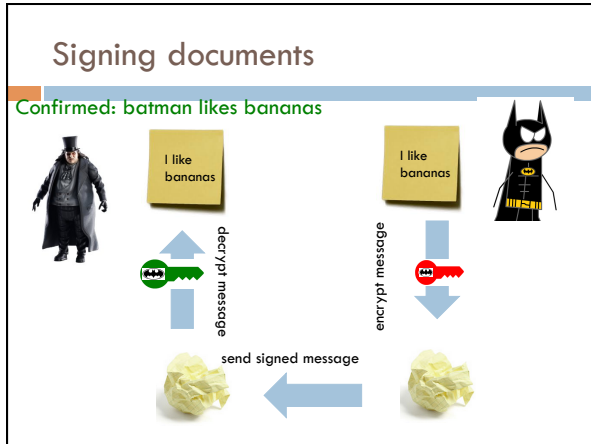 Signing documents
Confirmed: batman likes bananas
I like
bananas
I like
bananas
decrypt message
encrypt message
send signed message